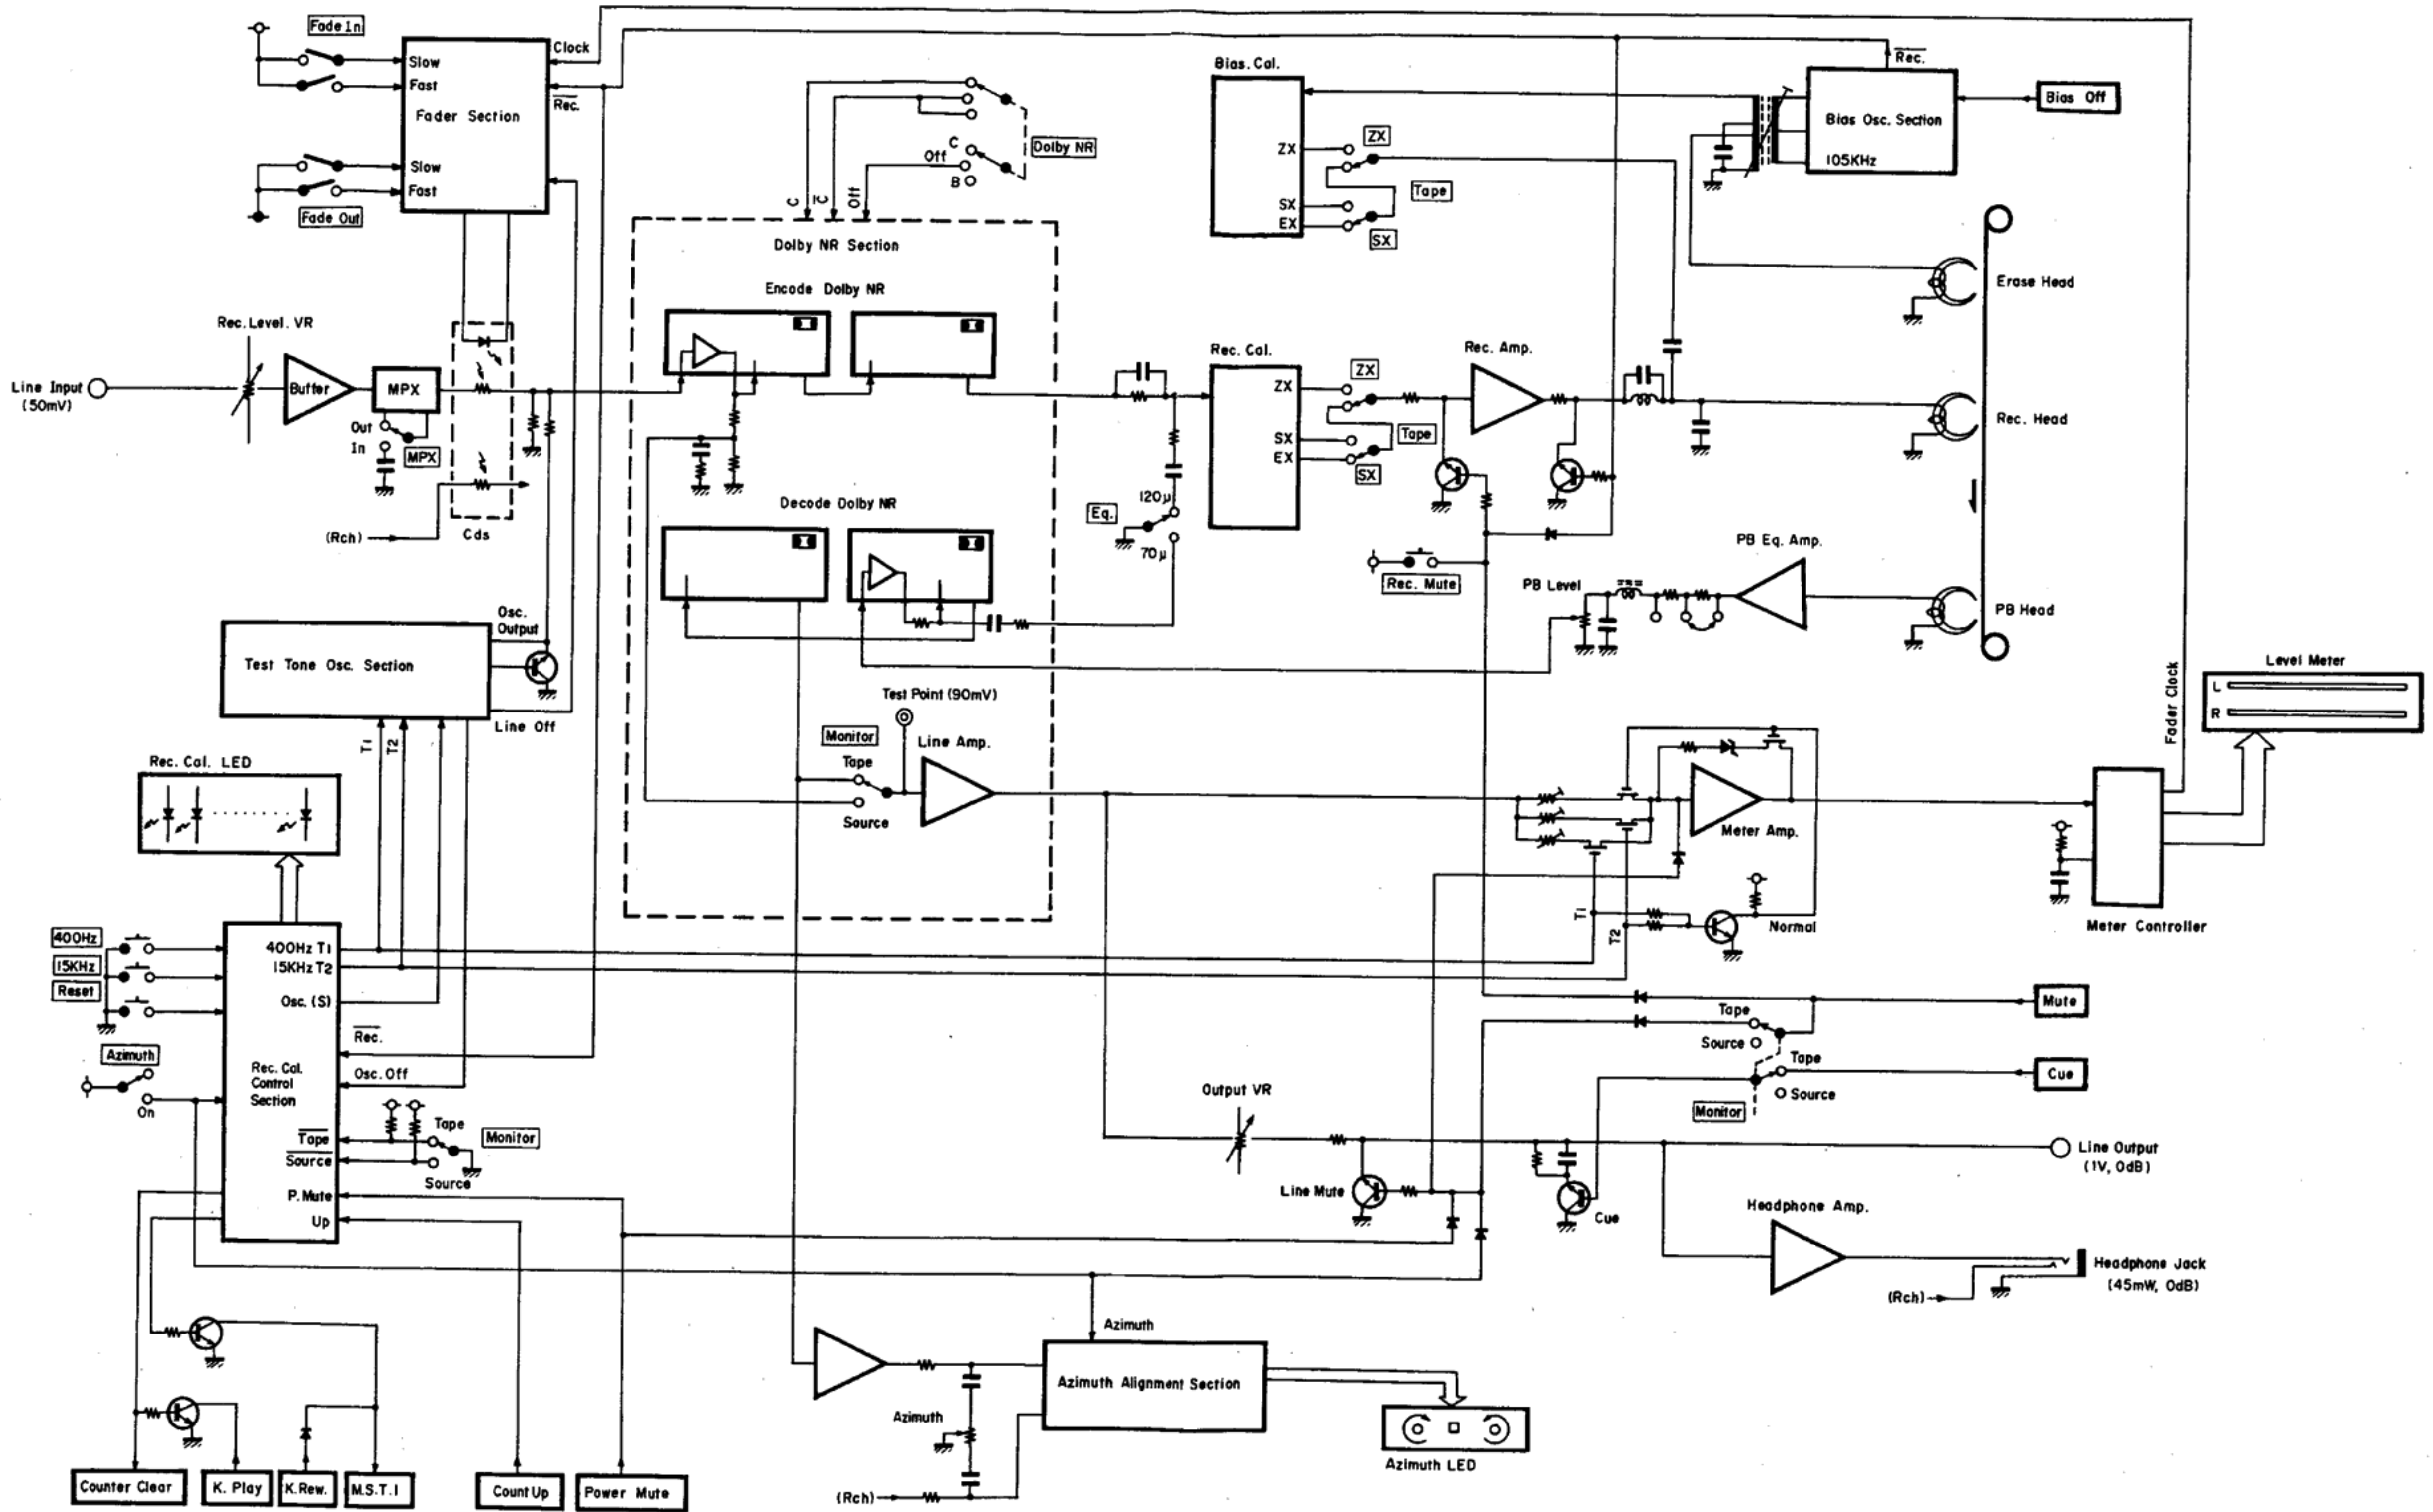 Fade In
Slow
Fast
Fader Section
Clock
Rec.
Slow
Fast
Fade Out
C
Off
B
Dolby NR
C
C
Off
Bias. Cal.
ZX
SX
EX
ZX
Tape
SX
Rec.
Bias Osc. Section
105KHz
Bias Off
Dolby NR Section
Encode Dolby NR
Decode Dolby NR
Rec. Level. VR
Line Input
(50mV)
Buffer
MPX
Out
In
MPX
(Rch)
Cds
120µ
Eq.
70µ
Rec. Cal.
ZX
SX
EX
ZX
Tape
SX
Rec. Amp.
Rec. Mute
Erase Head
Rec. Head
PB Eq. Amp.
PB Level
PB Head
Osc.
Output
Test Tone Osc. Section
Line Off
T1
T2
Rec. Cal. LED
Test Point (90mV)
Monitor
Tape
Source
Line Amp.
Meter Amp.
T1
T2
Normal
Fader Clock
Level Meter
L
R
Meter Controller
400Hz
15KHz
Reset
400Hz T1
15KHz T2
Osc. (S)
Rec.
Azimuth
On
Rec. Cal.
Control
Section
Osc. Off
Tape
Source
P. Mute
Up
Tape
Monitor
Source
Mute
Tape
Source
Tape
Source
Cue
Monitor
Output VR
Line Mute
Cue
Line Output
(1V, 0dB)
Headphone Amp.
Headphone Jack
(45mW, 0dB)
(Rch)
Azimuth
Azimuth Alignment Section
Azimuth
(Rch)
Azimuth LED
Counter Clear
K. Play
K. Rew.
M.S.T.I
Count Up
Power Mute